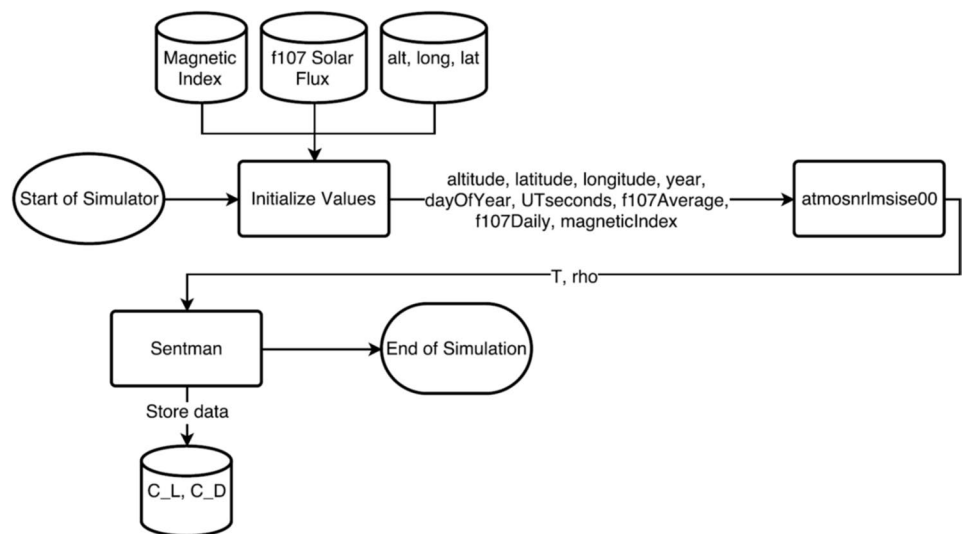 Magnetic
Index
f107 Solar
Flux
alt, long, lat
Start of Simulator
Initialize Values
altitude, latitude, longitude, year,
dayOfYear, UTseconds, f107Average,
f107Daily, magneticIndex
atmosnrlmsise00
T, rho
Sentman
End of Simulation
Store data
C_L, C_D